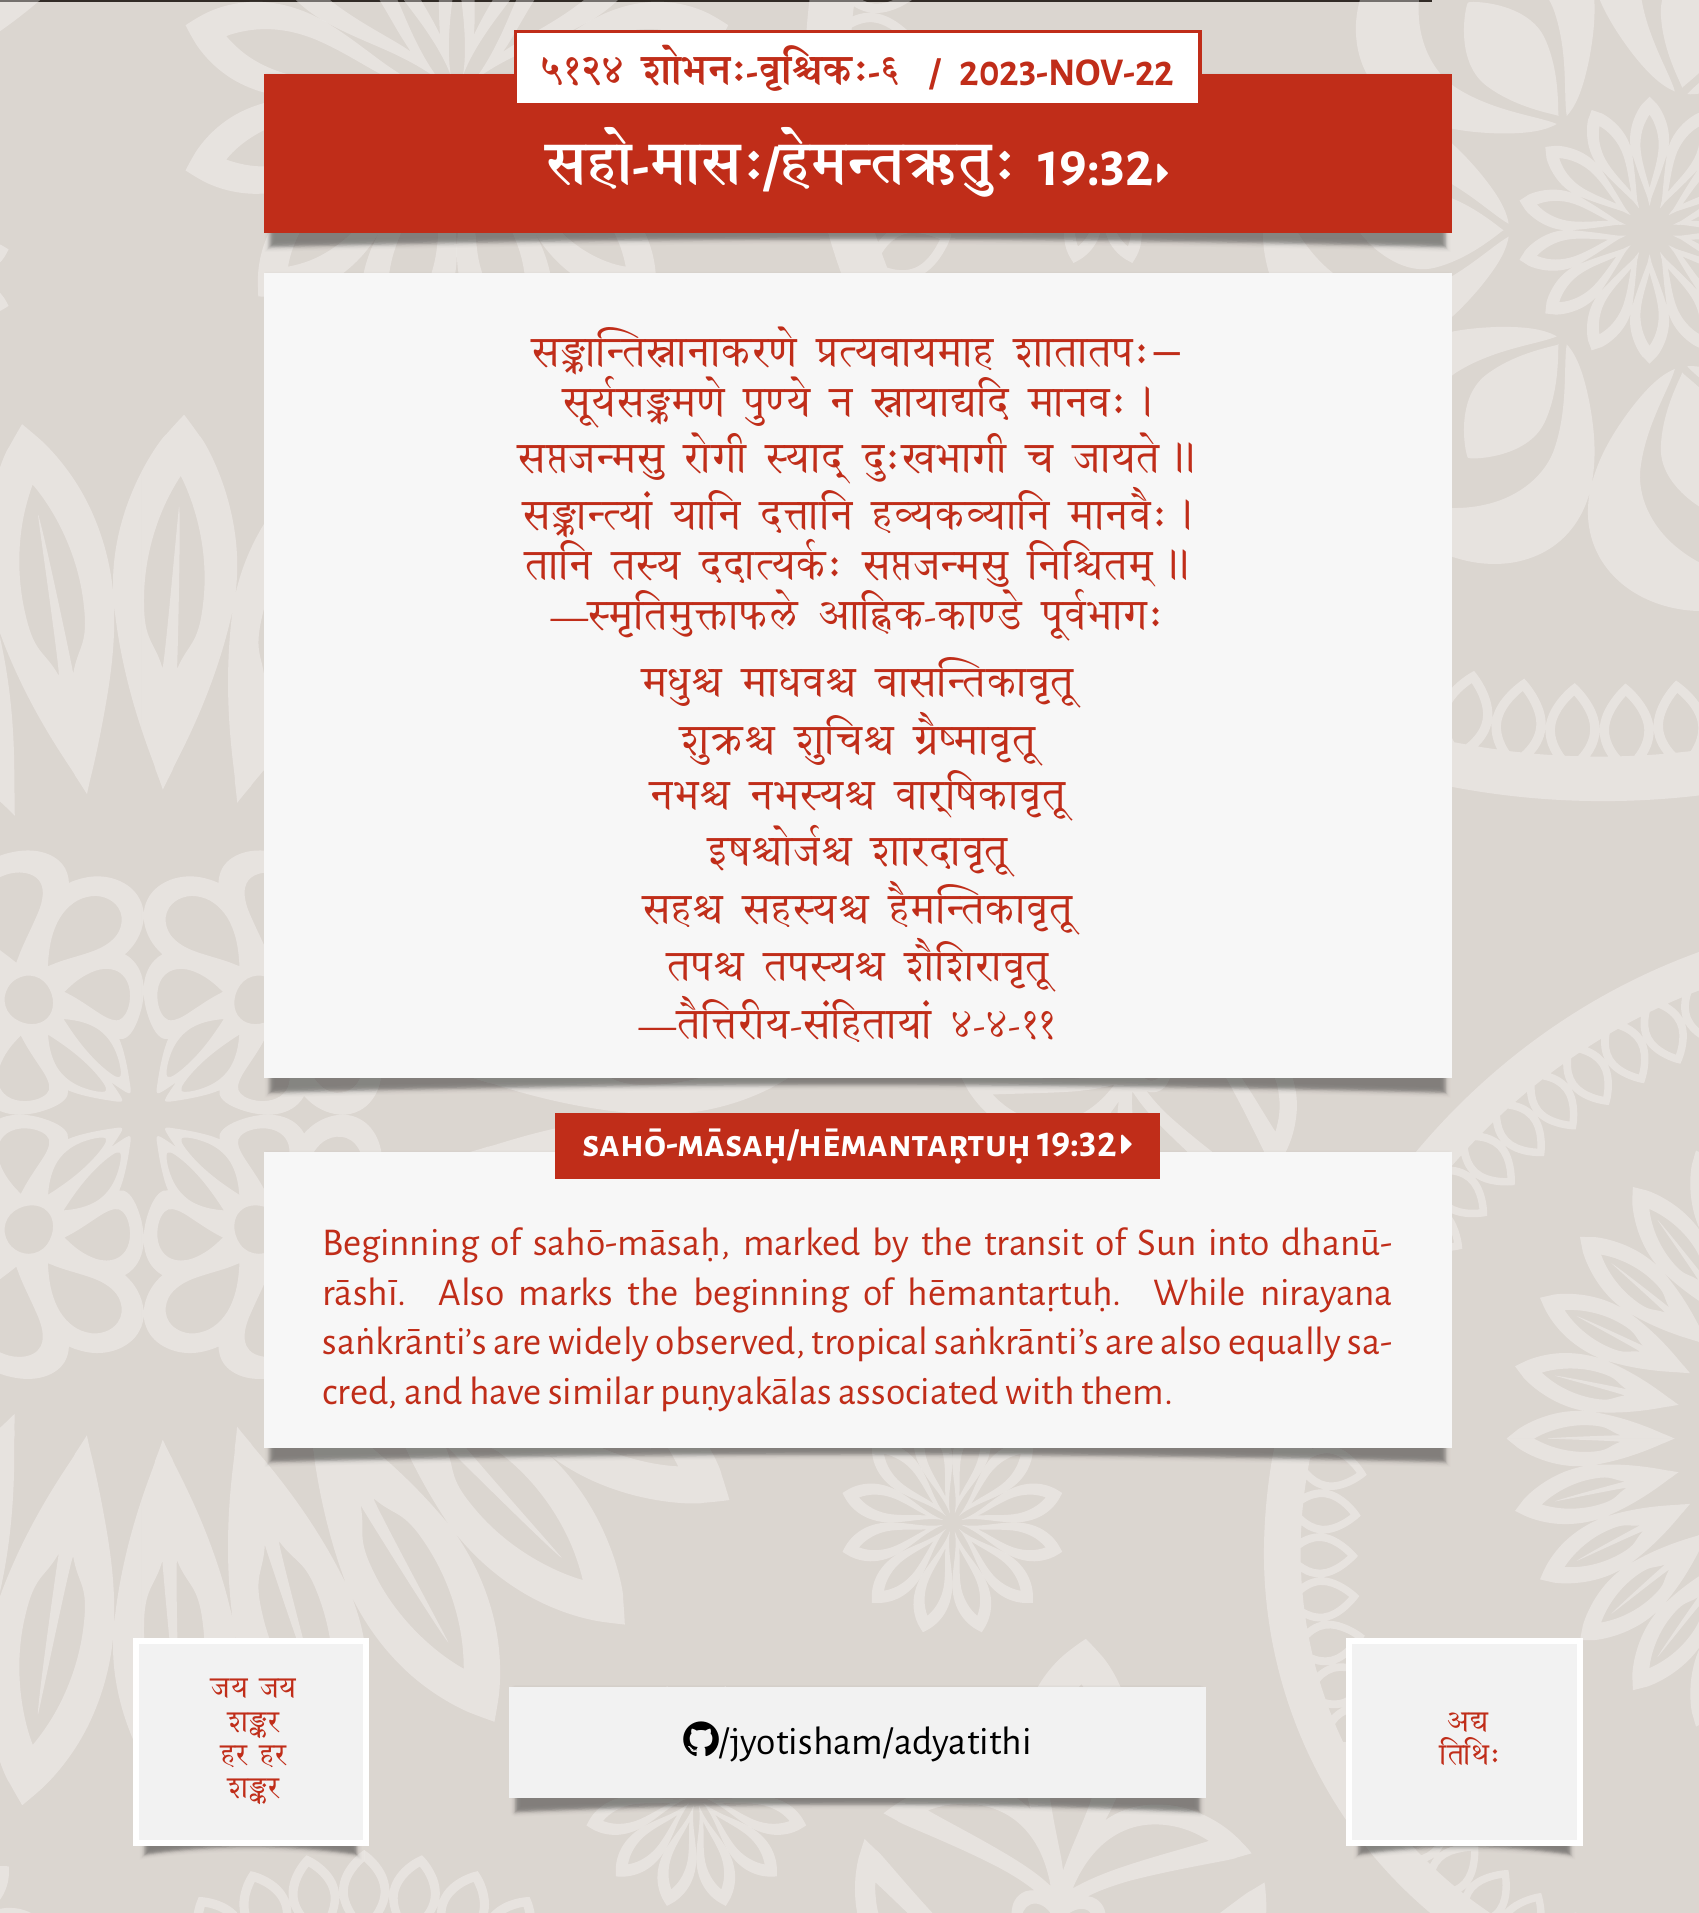 ५१२४ शोभनः-वृश्चिकः-६ / 2023-NOV-22
सहो-मासः/हेमन्तऋतुः 19:32▸
सङ्क्रान्तिस्नानाकरणे प्रत्यवायमाह शातातपः—
सूर्यसङ्क्रमणे पुण्ये न स्नायाद्यदि मानवः ।
सप्तजन्मसु रोगी स्याद् दुःखभागी च जायते ॥
सङ्क्रान्त्यां यानि दत्तानि हव्यकव्यानि मानवैः ।
तानि तस्य ददात्यर्कः सप्तजन्मसु निश्चितम् ॥
—स्मृतिमुक्ताफले आह्निक-काण्डे पूर्वभागः
मधुश्च माधवश्च वासन्तिकावृतू
शुक्रश्च शुचिश्च ग्रैष्मावृतू
नभश्च नभस्यश्च वार्‌षिकावृतू
इषश्चोर्जश्च शारदावृतू
सहश्च सहस्यश्च हैमन्तिकावृतू
तपश्च तपस्यश्च शैशिरावृतू
—तैत्तिरीय-संहितायां ४-४-११
SAHŌ-MĀSAḤ/HĒMANTAṚTUḤ 19:32▸
Beginning of sahō-māsaḥ, marked by the transit of Sun into dhanū-
rāshī. Also marks the beginning of hēmantaṛtuḥ. While nirayana
saṅkrānti’s are widely observed, tropical saṅkrānti’s are also equally sa-
cred, and have similar puṇyakālas associated with them.
जय जय
शङ्कर
हर हर
शङ्कर
/jyotisham/adyatithi
अद्य
तिथिः